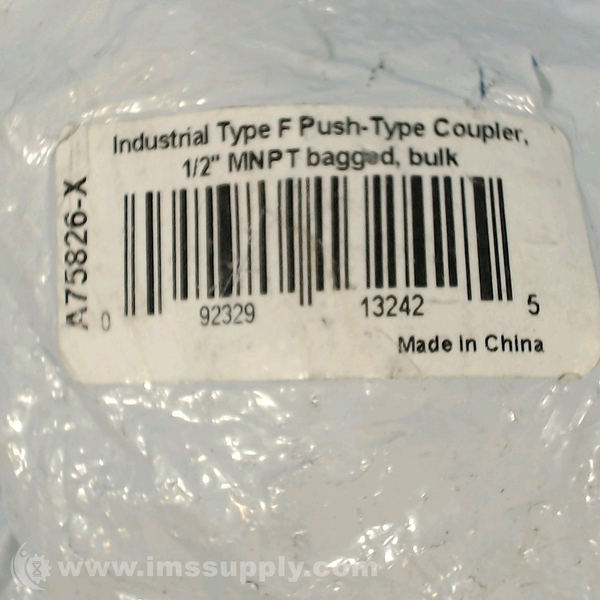 Industrial Type F Push-Type Coupler,
1/2" MNPT bagged, bulk
A75826-X
0 92329 13242 5
Made in China
www.imssupply.com